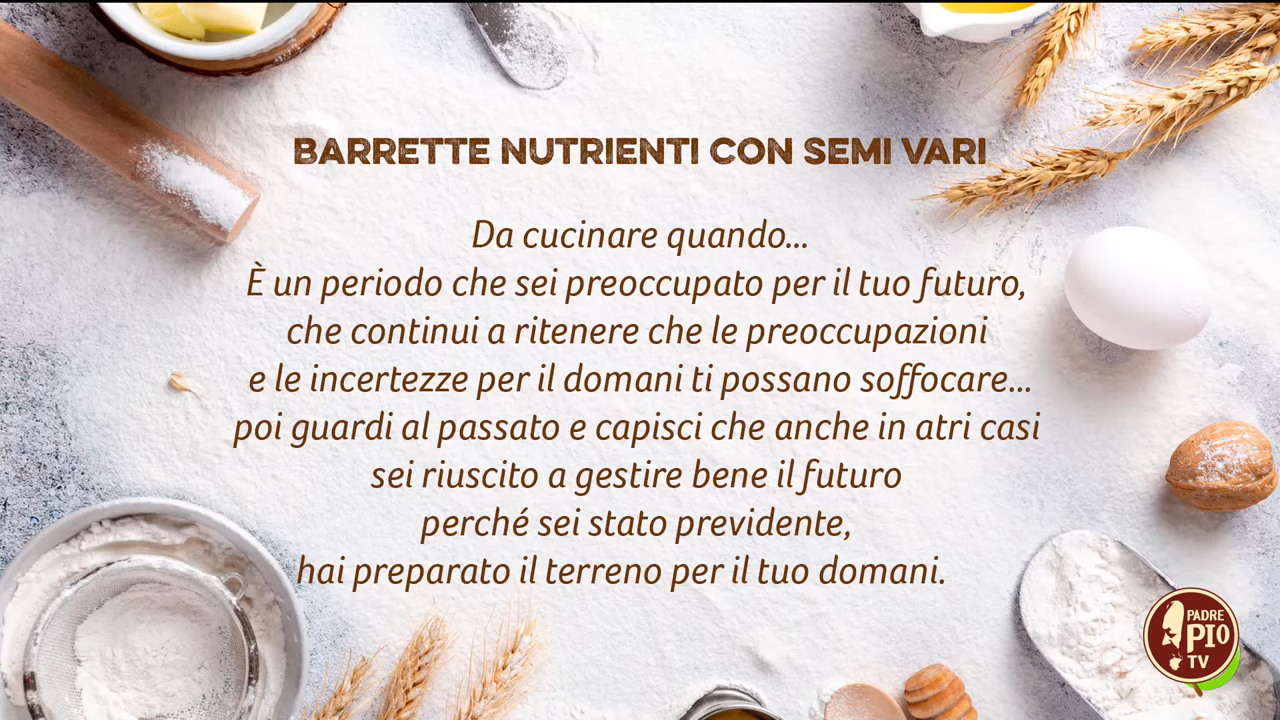 BARRETTE NUTRIENTI CON SEMI VARI
Da cucinare quando...
È un periodo che sei preoccupato per il tuo futuro,
che continui a ritenere che le preoccupazioni
e le incertezze per il domani ti possano soffocare...
poi guardi al passato e capisci che anche in atri casi
sei riuscito a gestire bene il futuro
perché sei stato previdente,
hai preparato il terreno per il tuo domani.
PADRE
PIO
TV